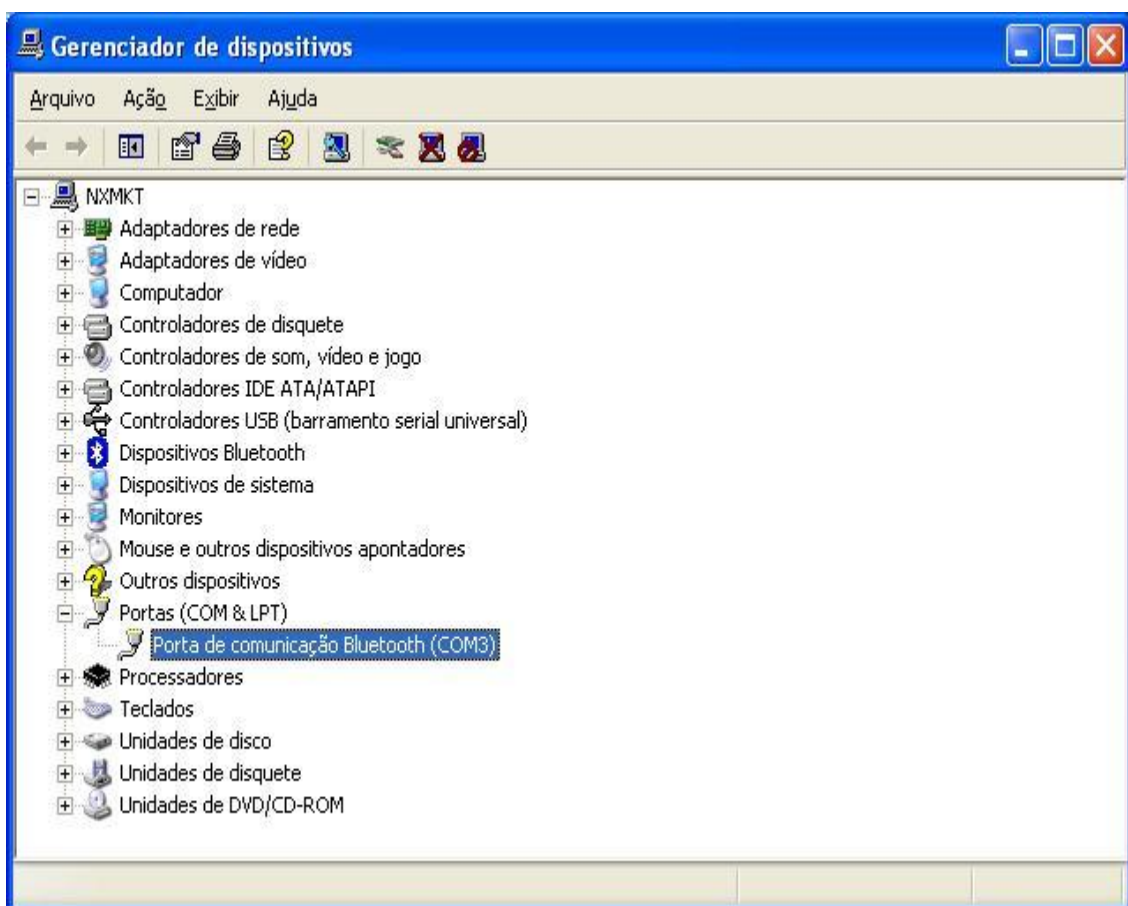 Gerenciador de dispositivos
Arquivo Ação Exibir Ajuda
NXMKT
Adaptadores de rede
Adaptadores de vídeo
Computador
Controladores de disquete
Controladores de som, vídeo e jogo
Controladores IDE ATA/ATAPI
Controladores USB (barramento serial universal)
Dispositivos Bluetooth
Dispositivos de sistema
Monitores
Mouse e outros dispositivos apontadores
Outros dispositivos
Portas (COM & LPT)
Porta de comunicação Bluetooth (COM3)
Processadores
Teclados
Unidades de disco
Unidades de disquete
Unidades de DVD/CD-ROM